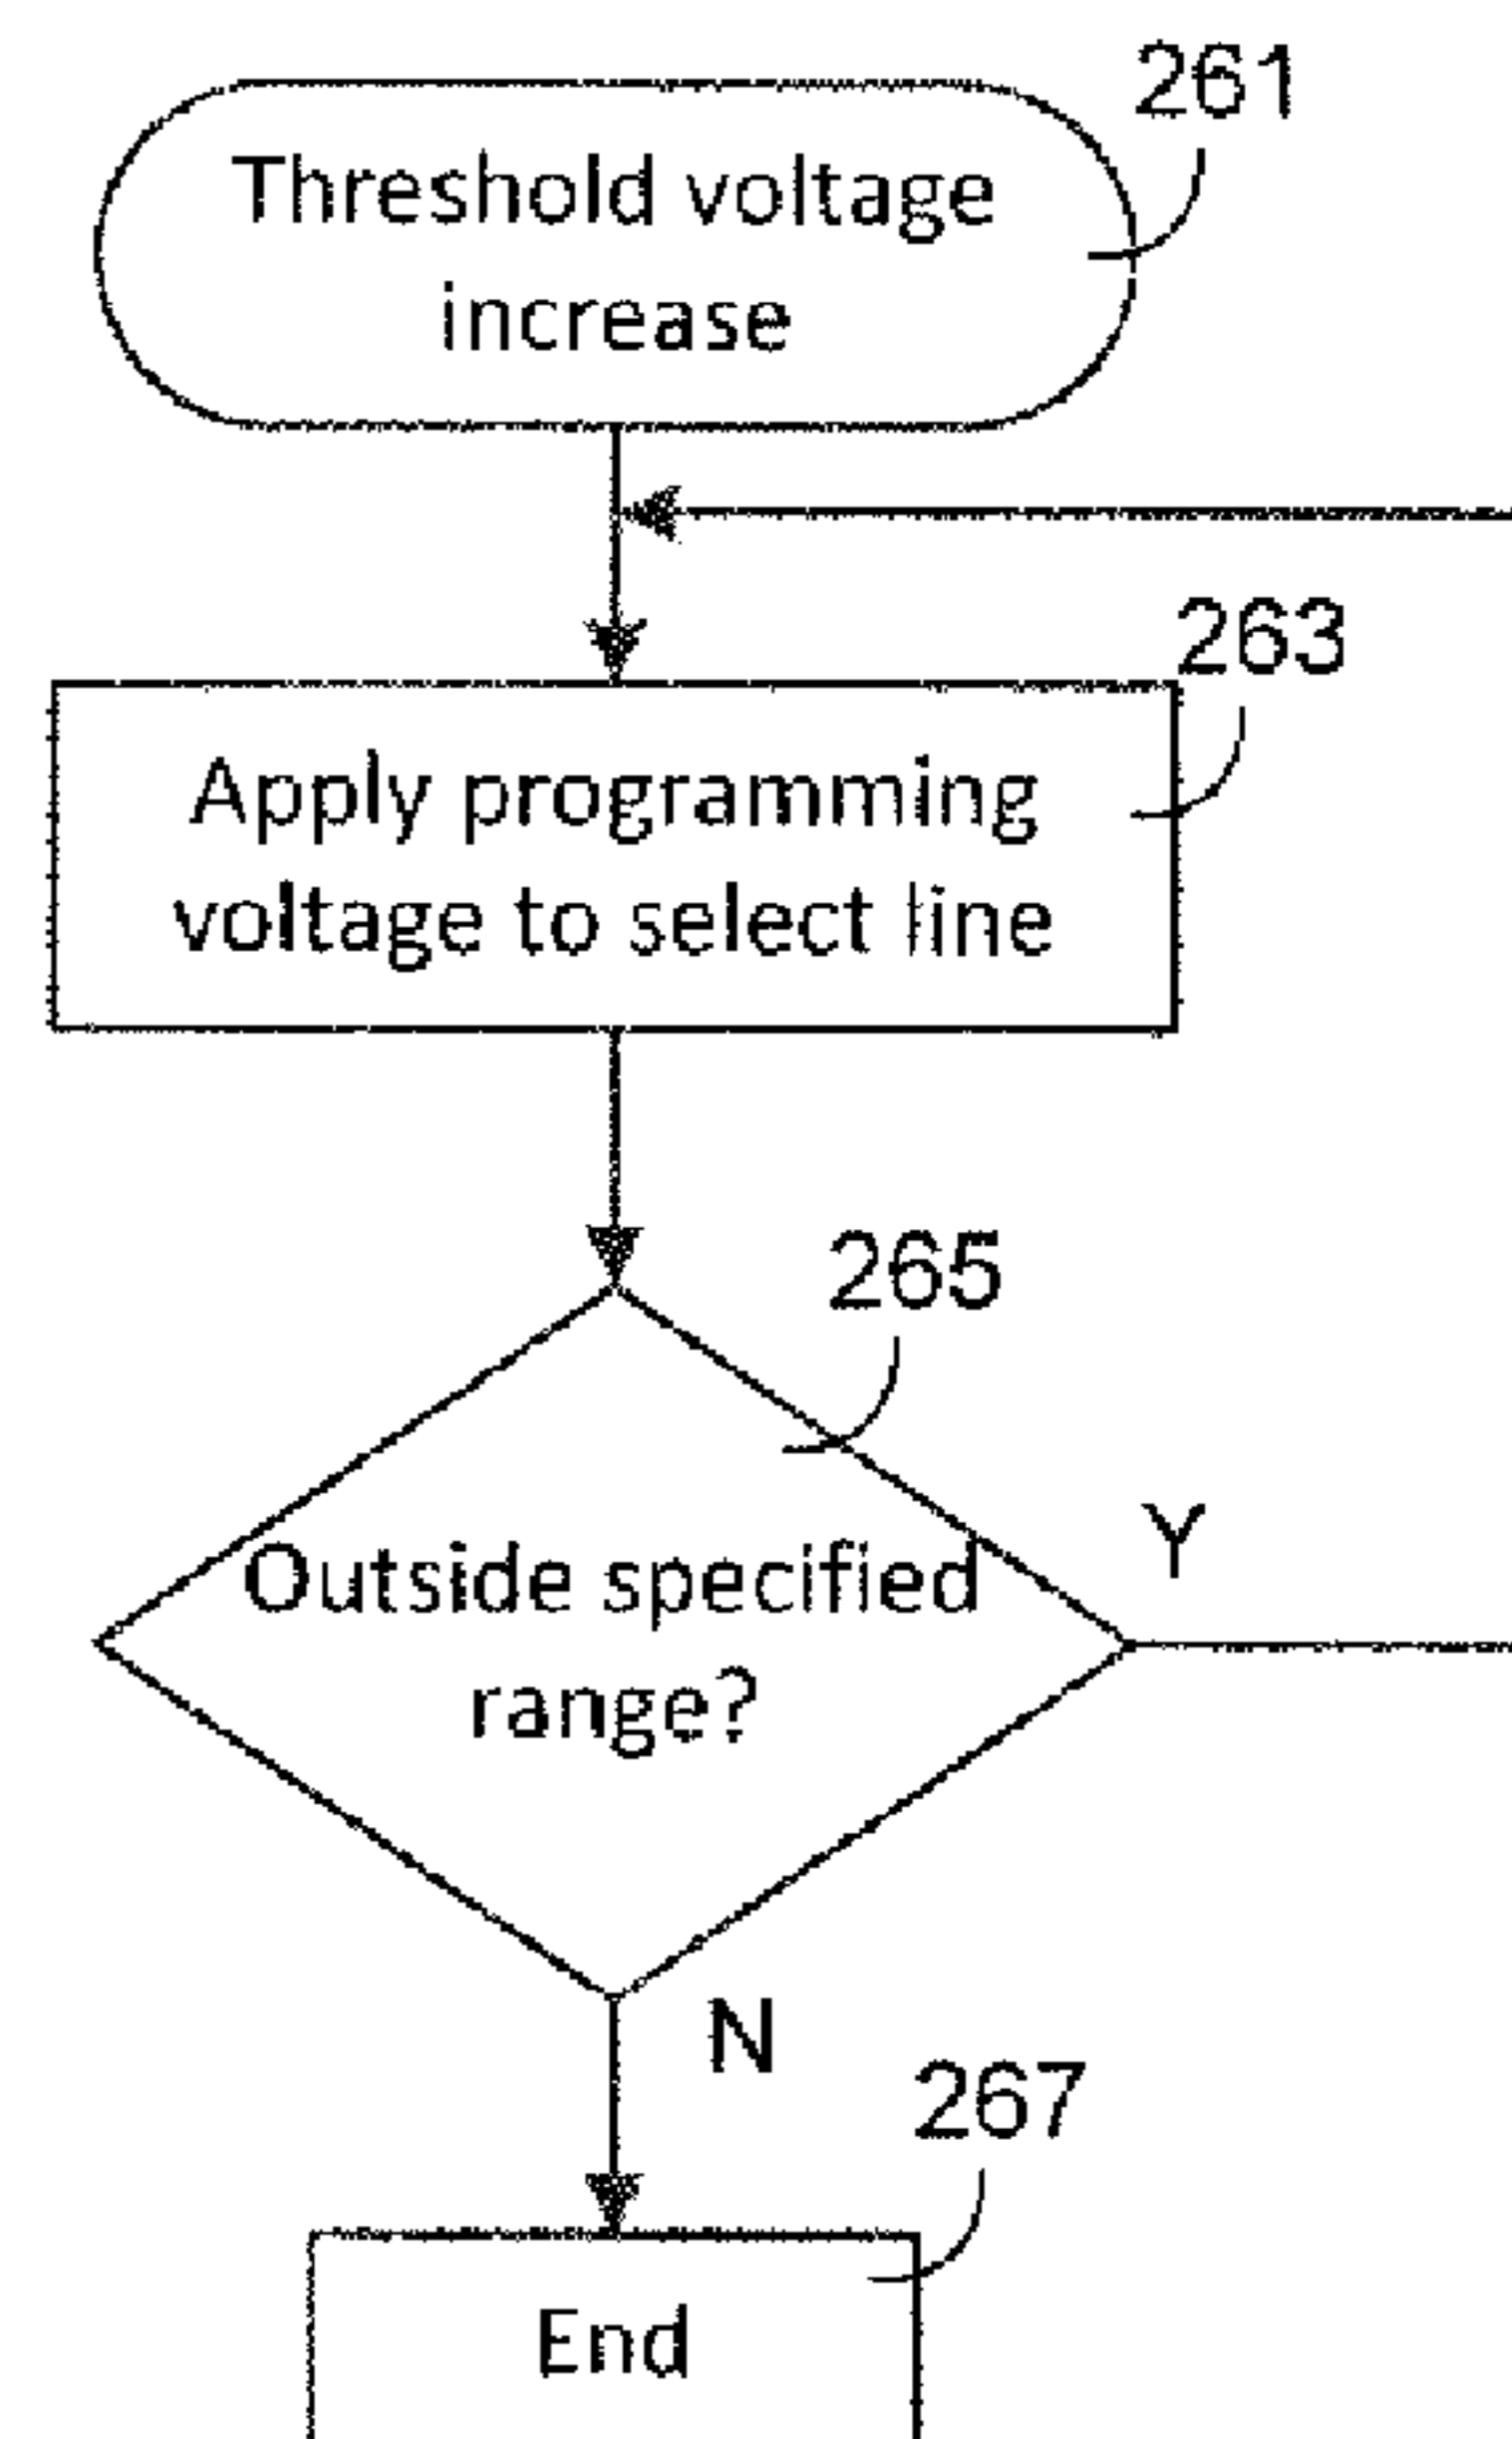 261
Threshold voltage
increase
263
Apply programming
voltage to select line
265
Outside specified
range?
Y
N
267
End